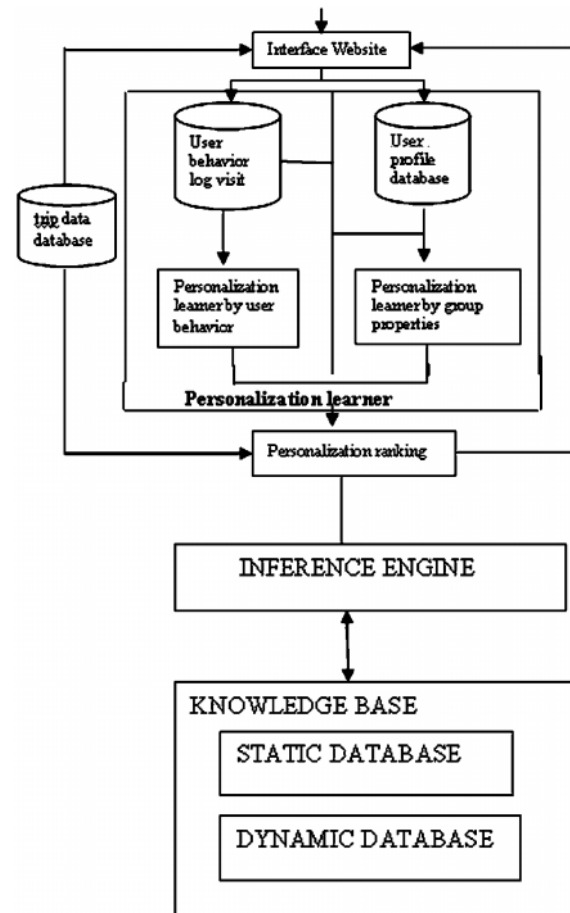 Interface Website
User
behavior
log visit
User .
profile
database
trip data
database
Personalization
learner by user
behavior
Personalization
learner by group
properties
Personalization learner
Personalization ranking
INFERENCE ENGINE
KNOWLEDGE BASE
STATIC DATABASE
DYNAMIC DATABASE